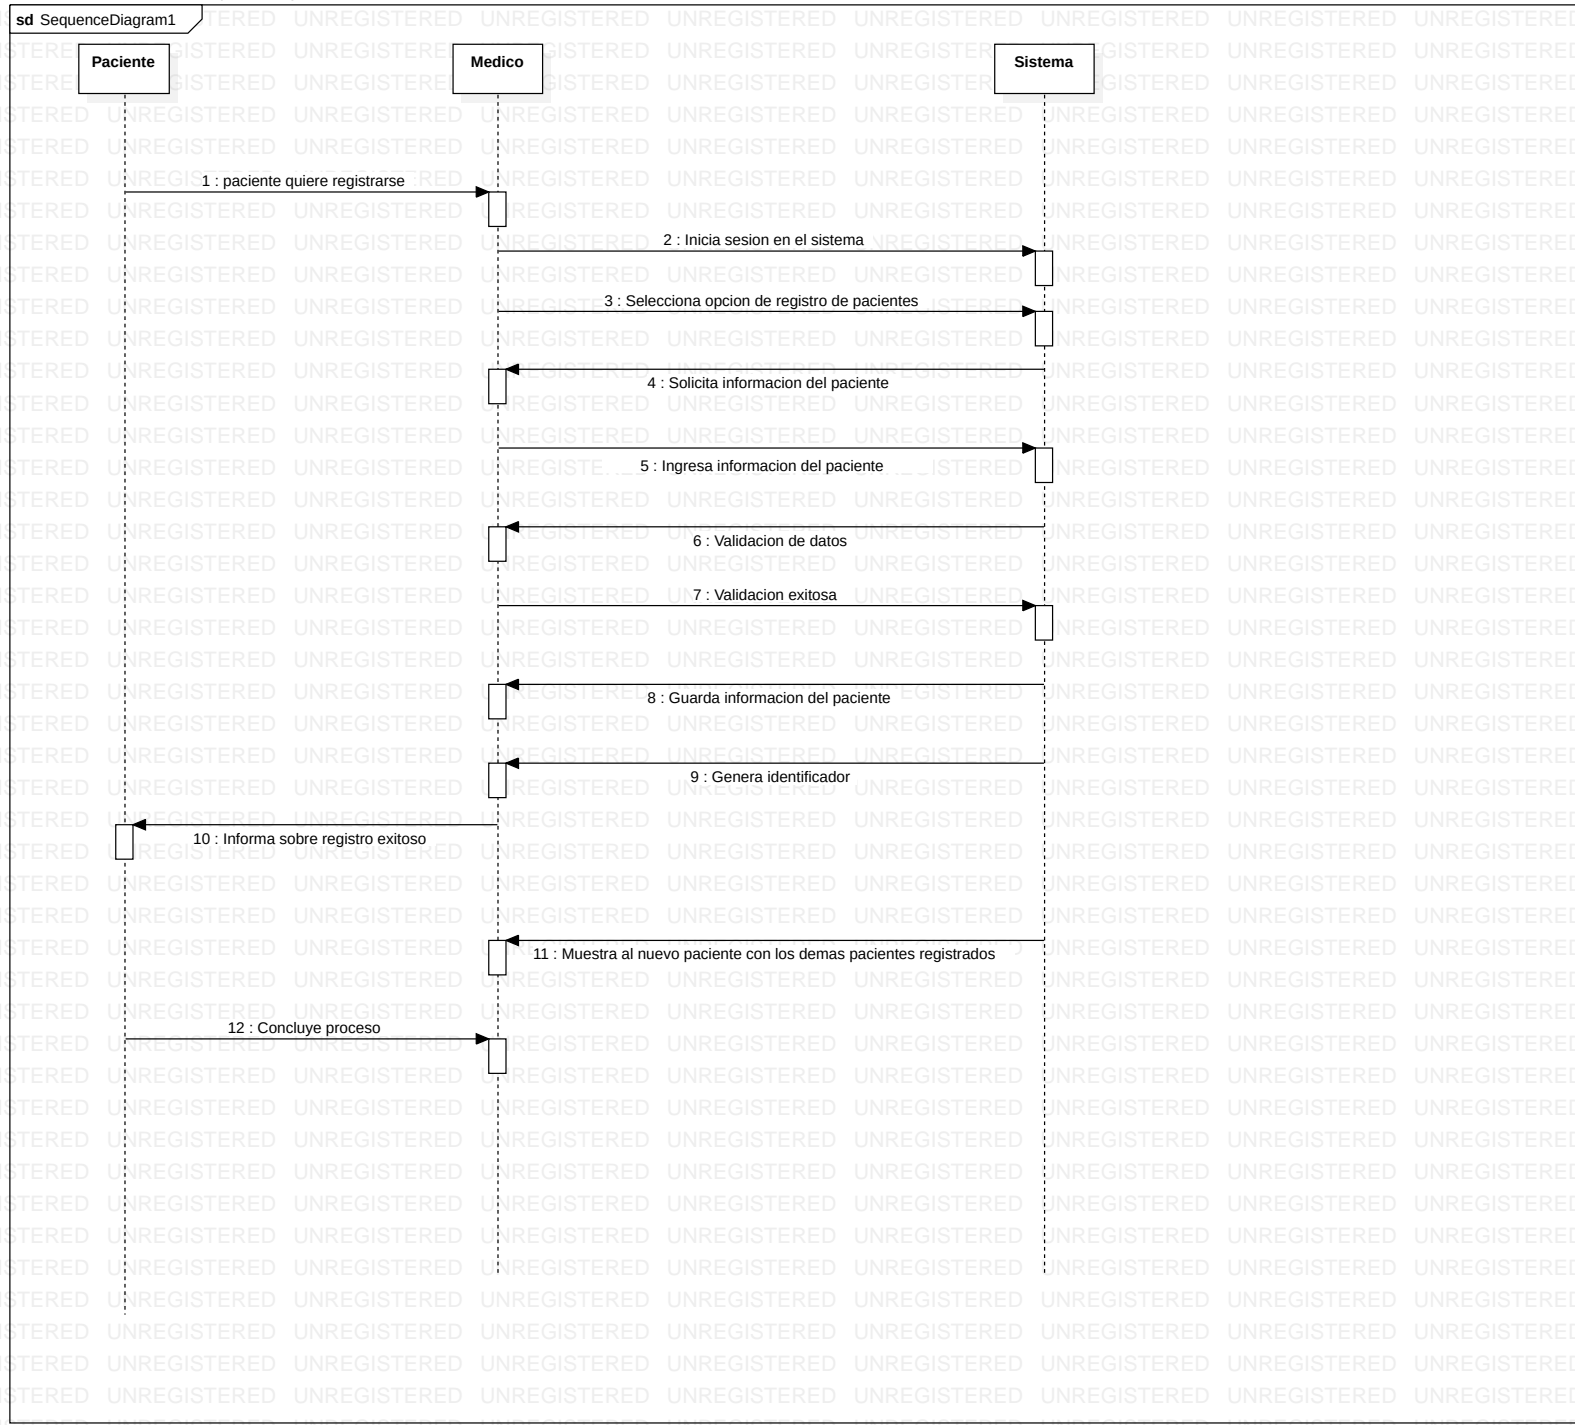 sd SequenceDiagram1
Paciente
Medico
Sistema
1 : paciente quiere registrarse
2 : Inicia sesion en el sistema
3 : Selecciona opcion de registro de pacientes
4 : Solicita informacion del paciente
5 : Ingresa informacion del paciente
6 : Validacion de datos
7 : Validacion exitosa
8 : Guarda informacion del paciente
9 : Genera identificador
10 : Informa sobre registro exitoso
11 : Muestra al nuevo paciente con los demas pacientes registrados
12 : Concluye proceso
UNREGISTERED